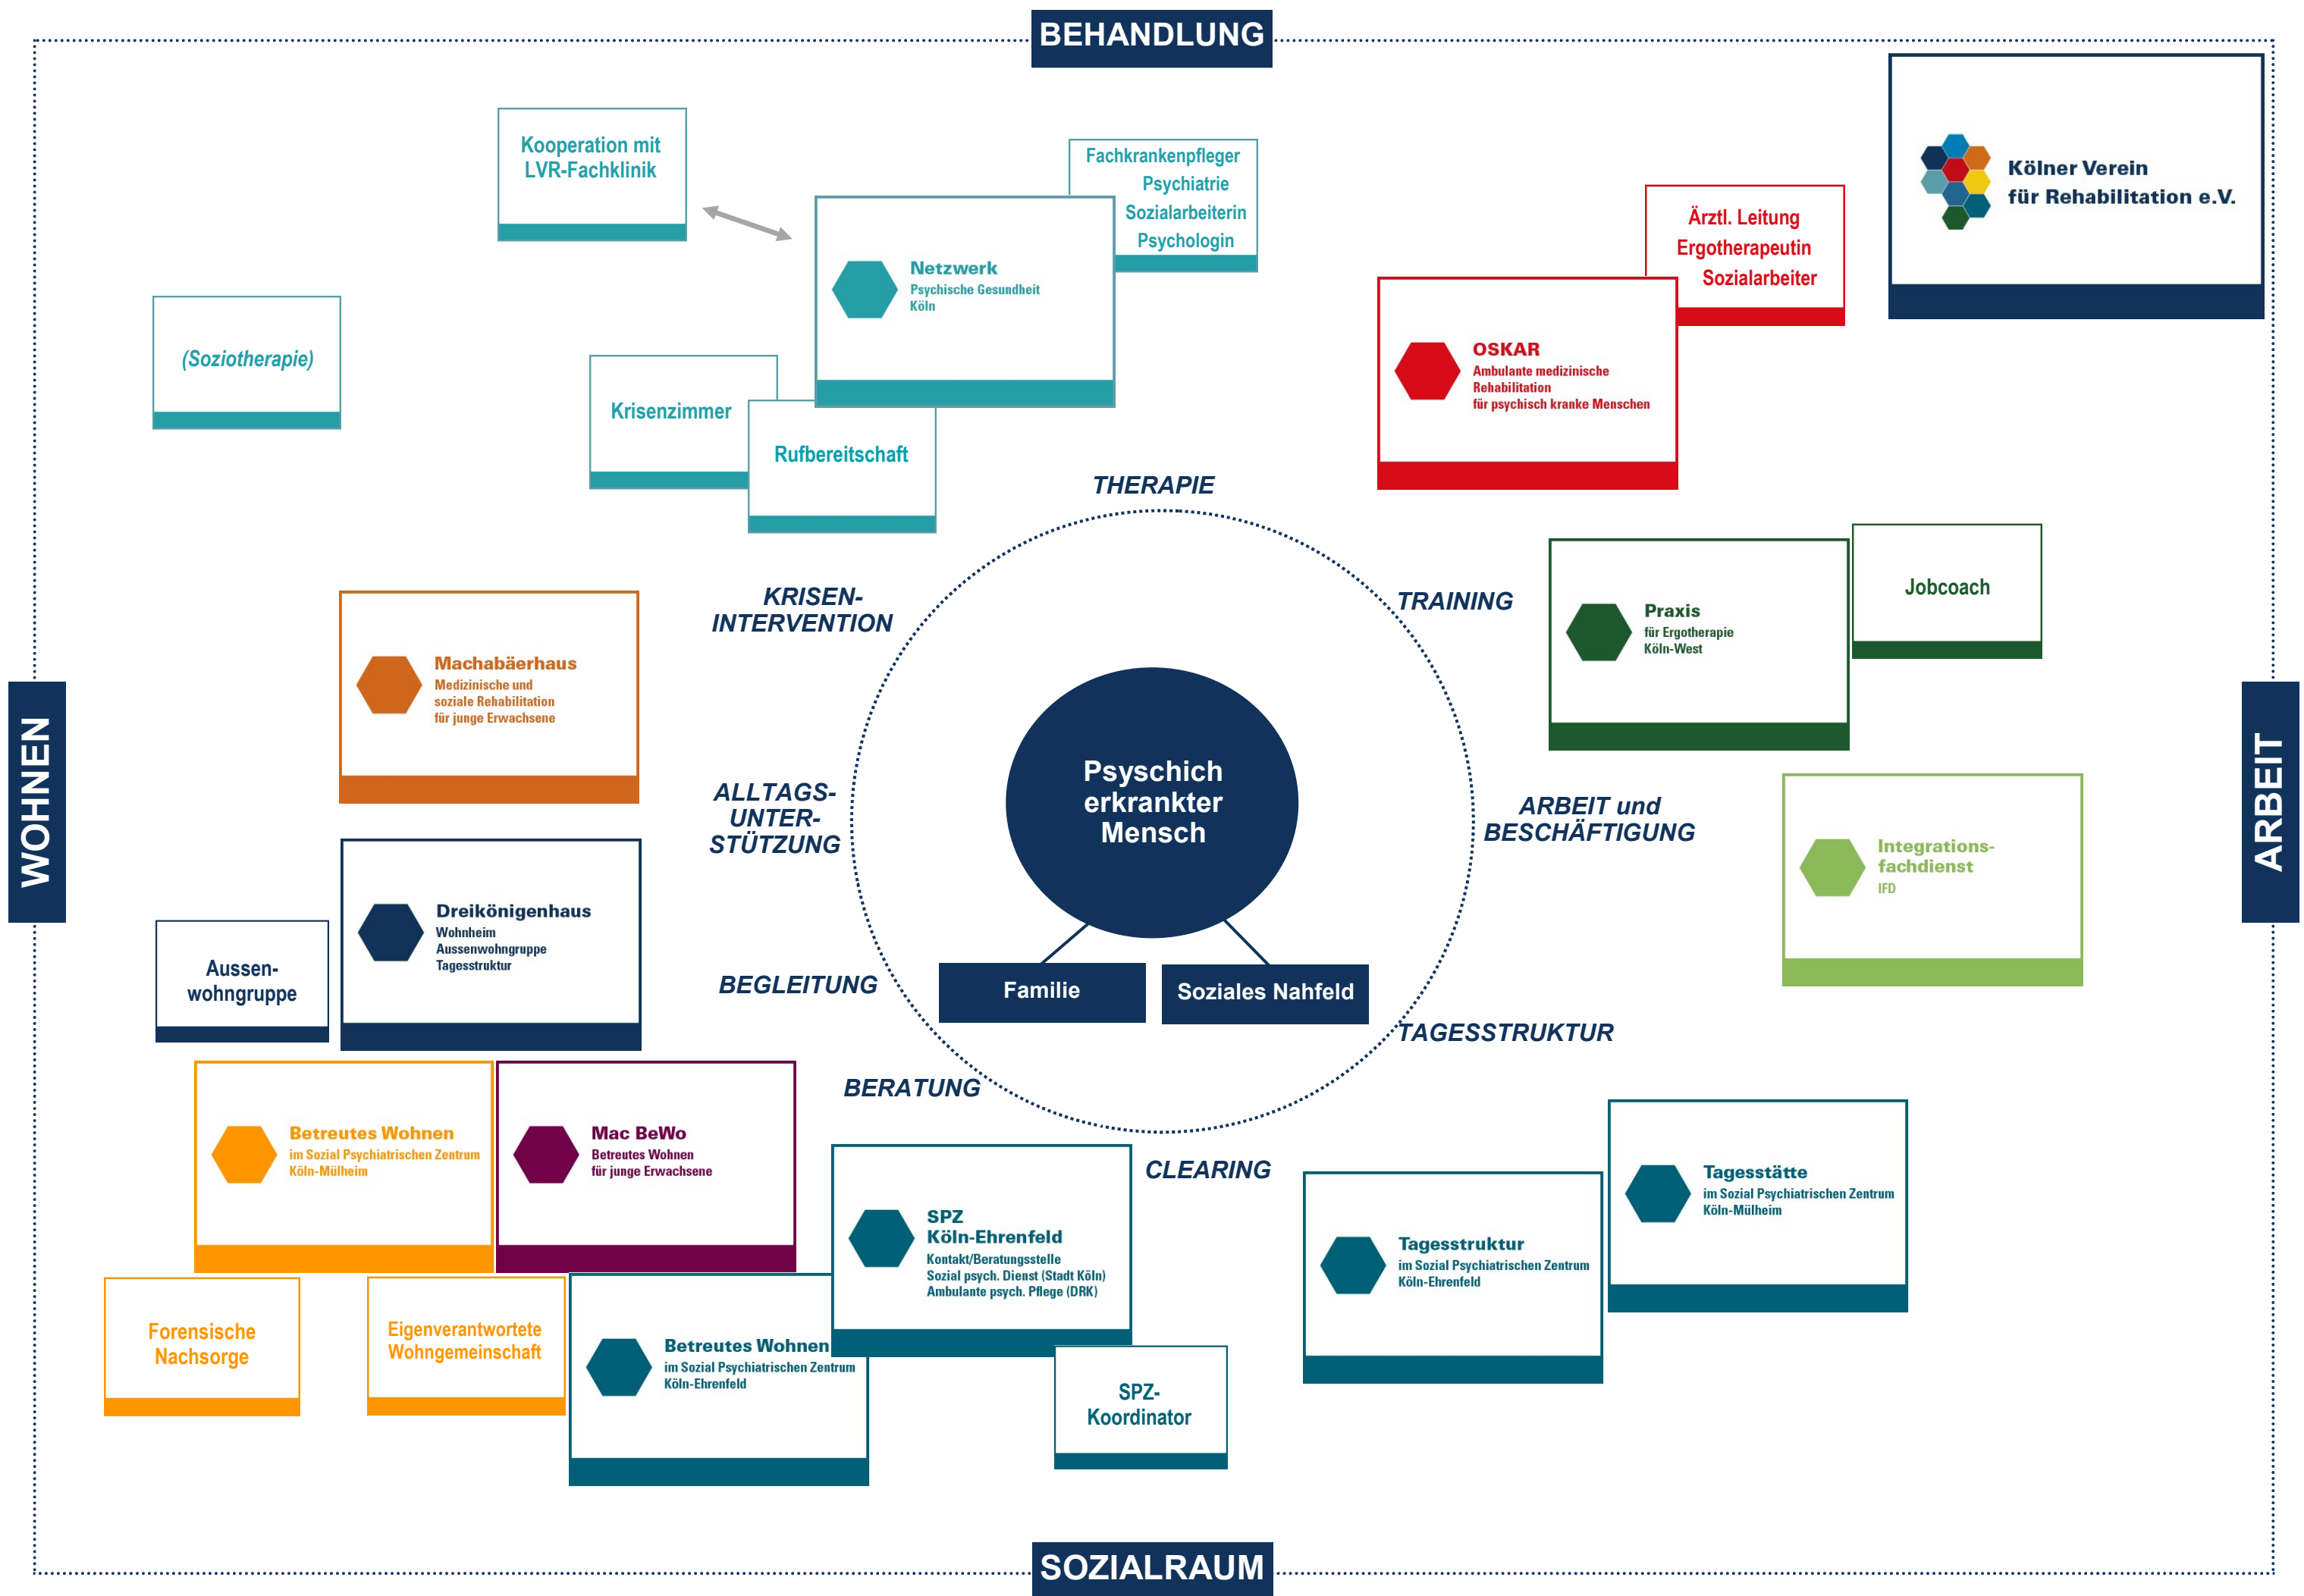 BEHANDLUNG
Kölner Verein
für Rehabilitation e.V.
Kooperation mit
LVR-Fachklinik
Fachkrankenpfleger
Psychiatrie
Sozialarbeiterin
Psychologin
Netzwerk
Psychische Gesundheit
Köln
Ärztl. Leitung
Ergotherapeutin
Sozialarbeiter
OSKAR
Ambulante medizinische
Rehabilitation
für psychisch kranke Menschen
(Soziotherapie)
Krisenzimmer
Rufbereitschaft
THERAPIE
KRISEN-
INTERVENTION
TRAINING
Praxis
für Ergotherapie
Köln-West
Jobcoach
Machabäerhaus
Medizinische und
soziale Rehabilitation
für junge Erwachsene
WOHNEN
ALLTAGS-
UNTER-
STÜTZUNG
Psyschich
erkrankter
Mensch
ARBEIT und
BESCHÄFTIGUNG
Integrations-
fachdienst
IFD
ARBEIT
Dreikönigenhaus
Wohnheim
Aussenwohngruppe
Tagesstruktur
Aussen-
wohngruppe
BEGLEITUNG
Familie
Soziales Nahfeld
TAGESSTRUKTUR
BERATUNG
Betreutes Wohnen
im Sozial Psychiatrischen Zentrum
Köln-Mülheim
Mac BeWo
Betreutes Wohnen
für junge Erwachsene
CLEARING
SPZ
Köln-Ehrenfeld
Kontakt/Beratungsstelle
Sozial psych. Dienst (Stadt Köln)
Ambulante psych. Pflege (DRK)
Tagesstruktur
im Sozial Psychiatrischen Zentrum
Köln-Ehrenfeld
Tagesstätte
im Sozial Psychiatrischen Zentrum
Köln-Mülheim
Forensische
Nachsorge
Eigenverantwortete
Wohngemeinschaft
Betreutes Wohnen
im Sozial Psychiatrischen Zentrum
Köln-Ehrenfeld
SPZ-
Koordinator
SOZIALRAUM